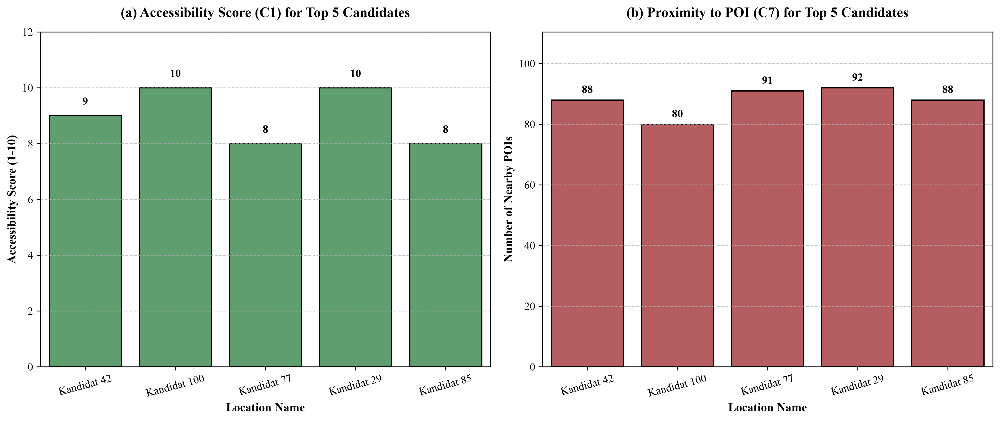 (a) Accessibility Score (C1) for Top 5 Candidates
Accessibility Score (1-10)
12
10
8
6
4
2
0
9
10
8
10
8
Kandidat 42
Kandidat 100
Kandidat 77
Kandidat 29
Kandidat 85
Location Name
(b) Proximity to POI (C7) for Top 5 Candidates
Number of Nearby POIs
100
80
60
40
20
0
88
80
91
92
88
Kandidat 42
Kandidat 100
Kandidat 77
Kandidat 29
Kandidat 85
Location Name